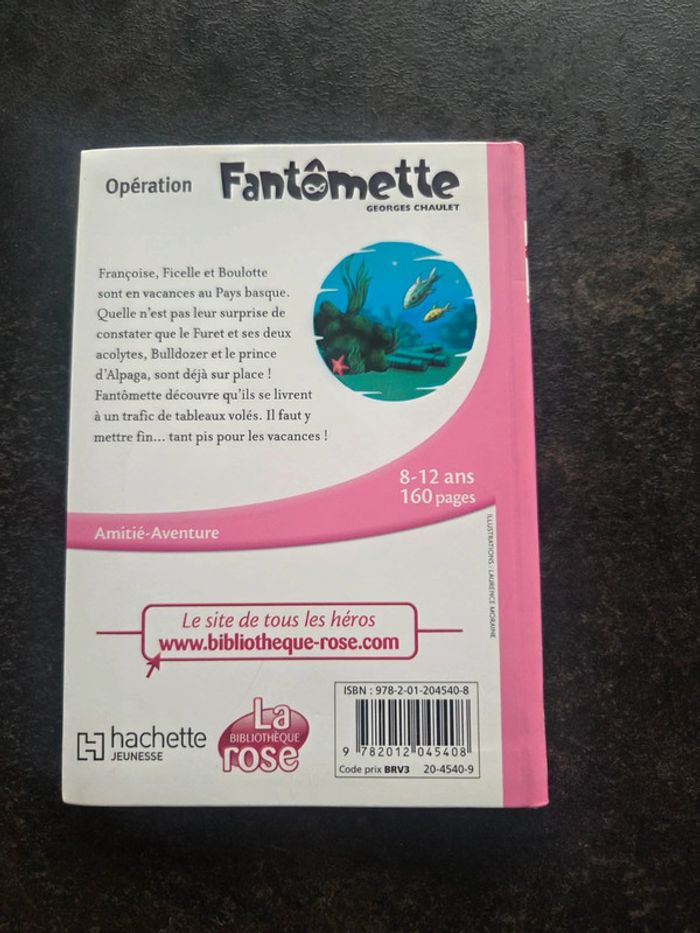 Opération Fantômette
GEORGES CHAULET
Françoise, Ficelle et Boulotte
sont en vacances au Pays basque.
Quelle n’est pas leur surprise de
constater que le Furet et ses deux
acolytes, Bulldozer et le prince
d’Alpaga, sont déjà sur place !
Fantômette découvre qu’ils se livrent
à un trafic de tableaux volés. Il faut y
mettre fin... tant pis pour les vacances !
8-12 ans
160 pages
Amitié-Aventure
ILLUSTRATIONS : LAURENCE MORAINE
Le site de tous les héros
www.bibliotheque-rose.com
hachette
JEUNESSE
La
BIBLIOTHÈQUE
rose
ISBN : 978-2-01-204540-8
9 782012 045408
Code prix BRV3 20-4540-9